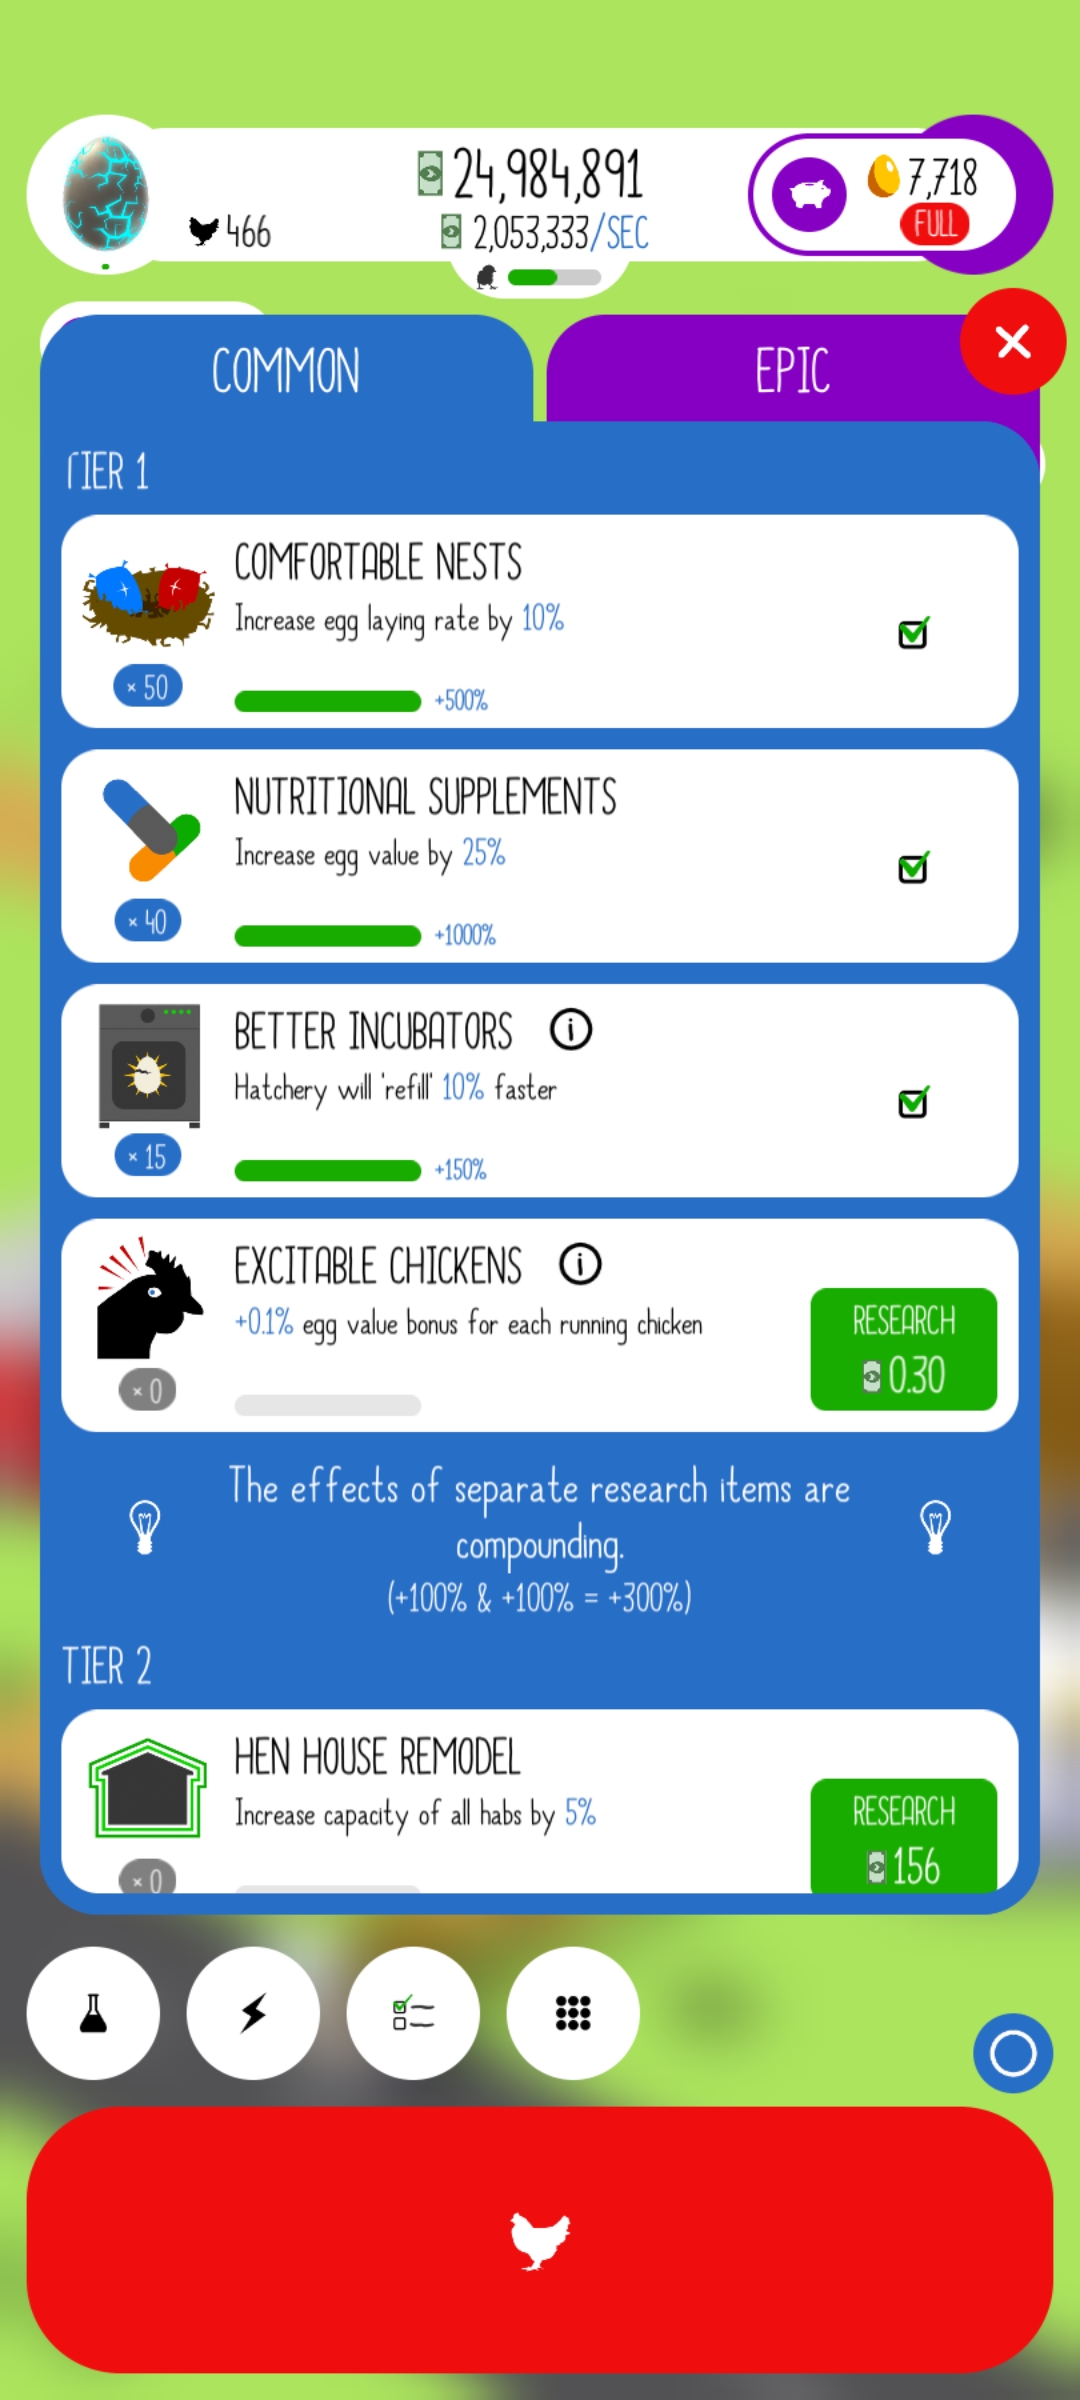 24,984,891
7,718
466
2,053,333/SEC
FULL
COMMON
EPIC
TIER 1
COMFORTABLE NESTS
Increase egg laying rate by 10%
× 50
+500%
NUTRITIONAL SUPPLEMENTS
Increase egg value by 25%
× 40
+1000%
BETTER INCUBATORS
Hatchery will 'refill' 10% faster
× 15
+150%
EXCITABLE CHICKENS
+0.1% egg value bonus for each running chicken
RESEARCH
0.30
× 0
The effects of separate research items are
compounding.
(+100% & +100% = +300%)
TIER 2
HEN HOUSE REMODEL
Increase capacity of all habs by 5%
RESEARCH
156
× 0